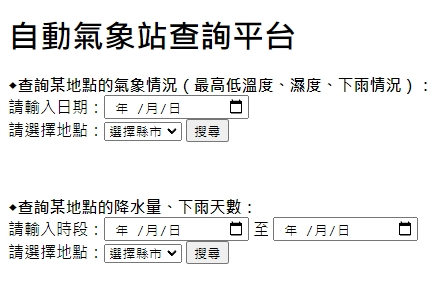 自動氣象站查詢平台
◆查詢某地點的氣象情況（最高低溫度、濕度、下雨情況）：
請輸入日期： 年 /月/日
請選擇地點： 選擇縣市 搜尋
◆查詢某地點的降水量、下雨天數：
請輸入時段： 年 /月/日 至 年 /月/日
請選擇地點： 選擇縣市 搜尋